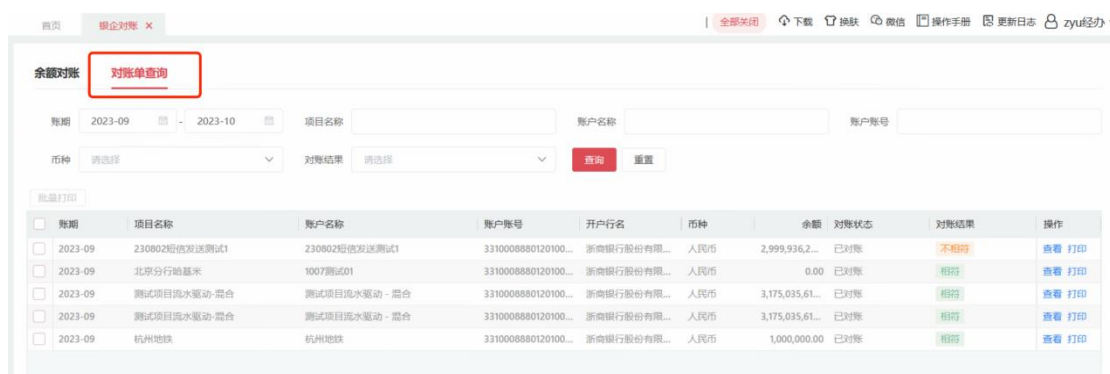 首页 银企对账 × 全部关闭 下载 换肤 微信 操作手册 更新日志 zyu经办
余额对账 对账单查询
账期 2023-09 - 2023-10 项目名称 账户名称 账户账号
币种 请选择 对账结果 请选择 查询 重置
批量打印
账期 项目名称 账户名称 账户账号 开户行名 币种 余额 对账状态 对账结果 操作
2023-09 230802短信发送测试1 230802短信发送测试1 3310008880120100... 浙商银行股份有限... 人民币 2,999,936,2... 已对账 不相符 查看 打印
2023-09 北京分行哈基米 1007测试01 3310008880120100... 浙商银行股份有限... 人民币 0.00 已对账 相符 查看 打印
2023-09 测试项目流水驱动-混合 测试项目流水驱动 - 混合 3310008880120100... 浙商银行股份有限... 人民币 3,175,035,61... 已对账 相符 查看 打印
2023-09 测试项目流水驱动-混合 测试项目流水驱动 - 混合 3310008880120100... 浙商银行股份有限... 人民币 3,175,035,61... 已对账 相符 查看 打印
2023-09 杭州地铁 杭州地铁 3310008880120100... 浙商银行股份有限... 人民币 1,000,000.00 已对账 相符 查看 打印